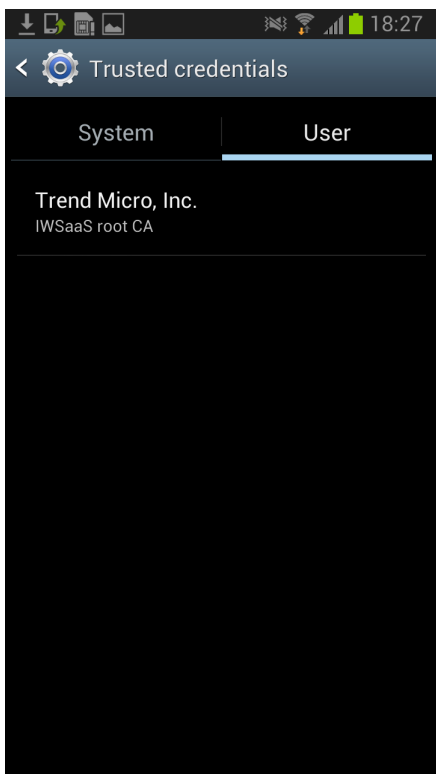 18:27
Trusted credentials
System
User
Trend Micro, Inc.
IWSaaS root CA